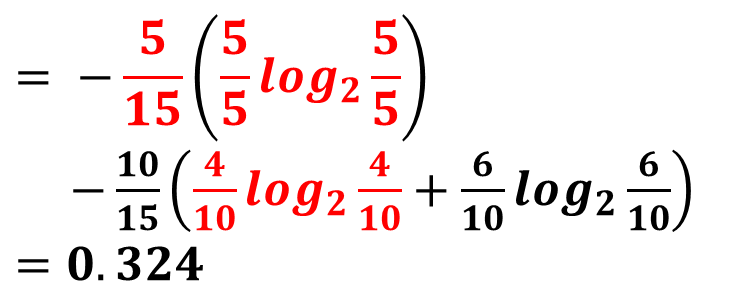 = − 5/15 (5/5 log₂ 5/5)
− 10/15 (4/10 log₂ 4/10 + 6/10 log₂ 6/10)
= 0.324